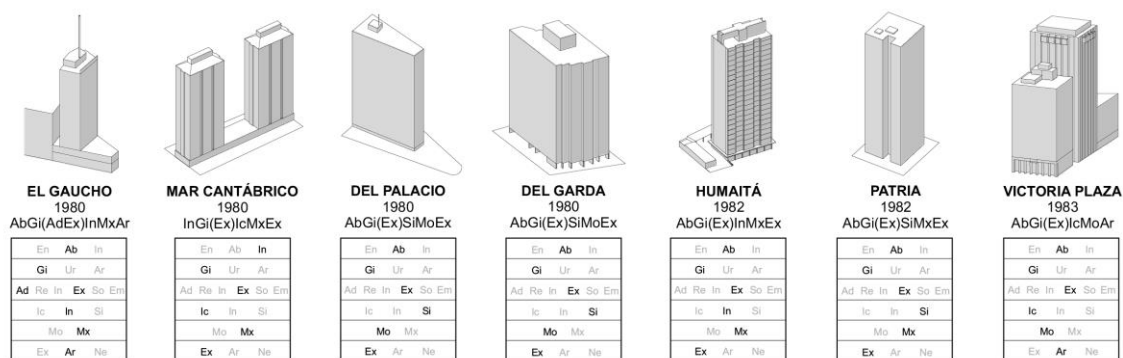 EL GAUCHO
1980
AbGi(AdEx)InMxAr
En Ab In
Gi Ur Ar
Ad Re In Ex So Em
Ic In Si
Mo Mx
Ex Ar Ne
MAR CANTÁBRICO
1980
InGi(Ex)IcMxEx
En Ab In
Gi Ur Ar
Ad Re In Ex So Em
Ic In Si
Mo Mx
Ex Ar Ne
DEL PALACIO
1980
AbGi(Ex)SiMoEx
En Ab In
Gi Ur Ar
Ad Re In Ex So Em
Ic In Si
Mo Mx
Ex Ar Ne
DEL GARDA
1980
AbGi(Ex)SiMoEx
En Ab In
Gi Ur Ar
Ad Re In Ex So Em
Ic In Si
Mo Mx
Ex Ar Ne
HUMAITÁ
1982
AbGi(Ex)InMxEx
En Ab In
Gi Ur Ar
Ad Re In Ex So Em
Ic In Si
Mo Mx
Ex Ar Ne
PATRIA
1982
AbGi(Ex)SiMxEx
En Ab In
Gi Ur Ar
Ad Re In Ex So Em
Ic In Si
Mo Mx
Ex Ar Ne
VICTORIA PLAZA
1983
AbGi(Ex)IcMoAr
En Ab In
Gi Ur Ar
Ad Re In Ex So Em
Ic In Si
Mo Mx
Ex Ar Ne